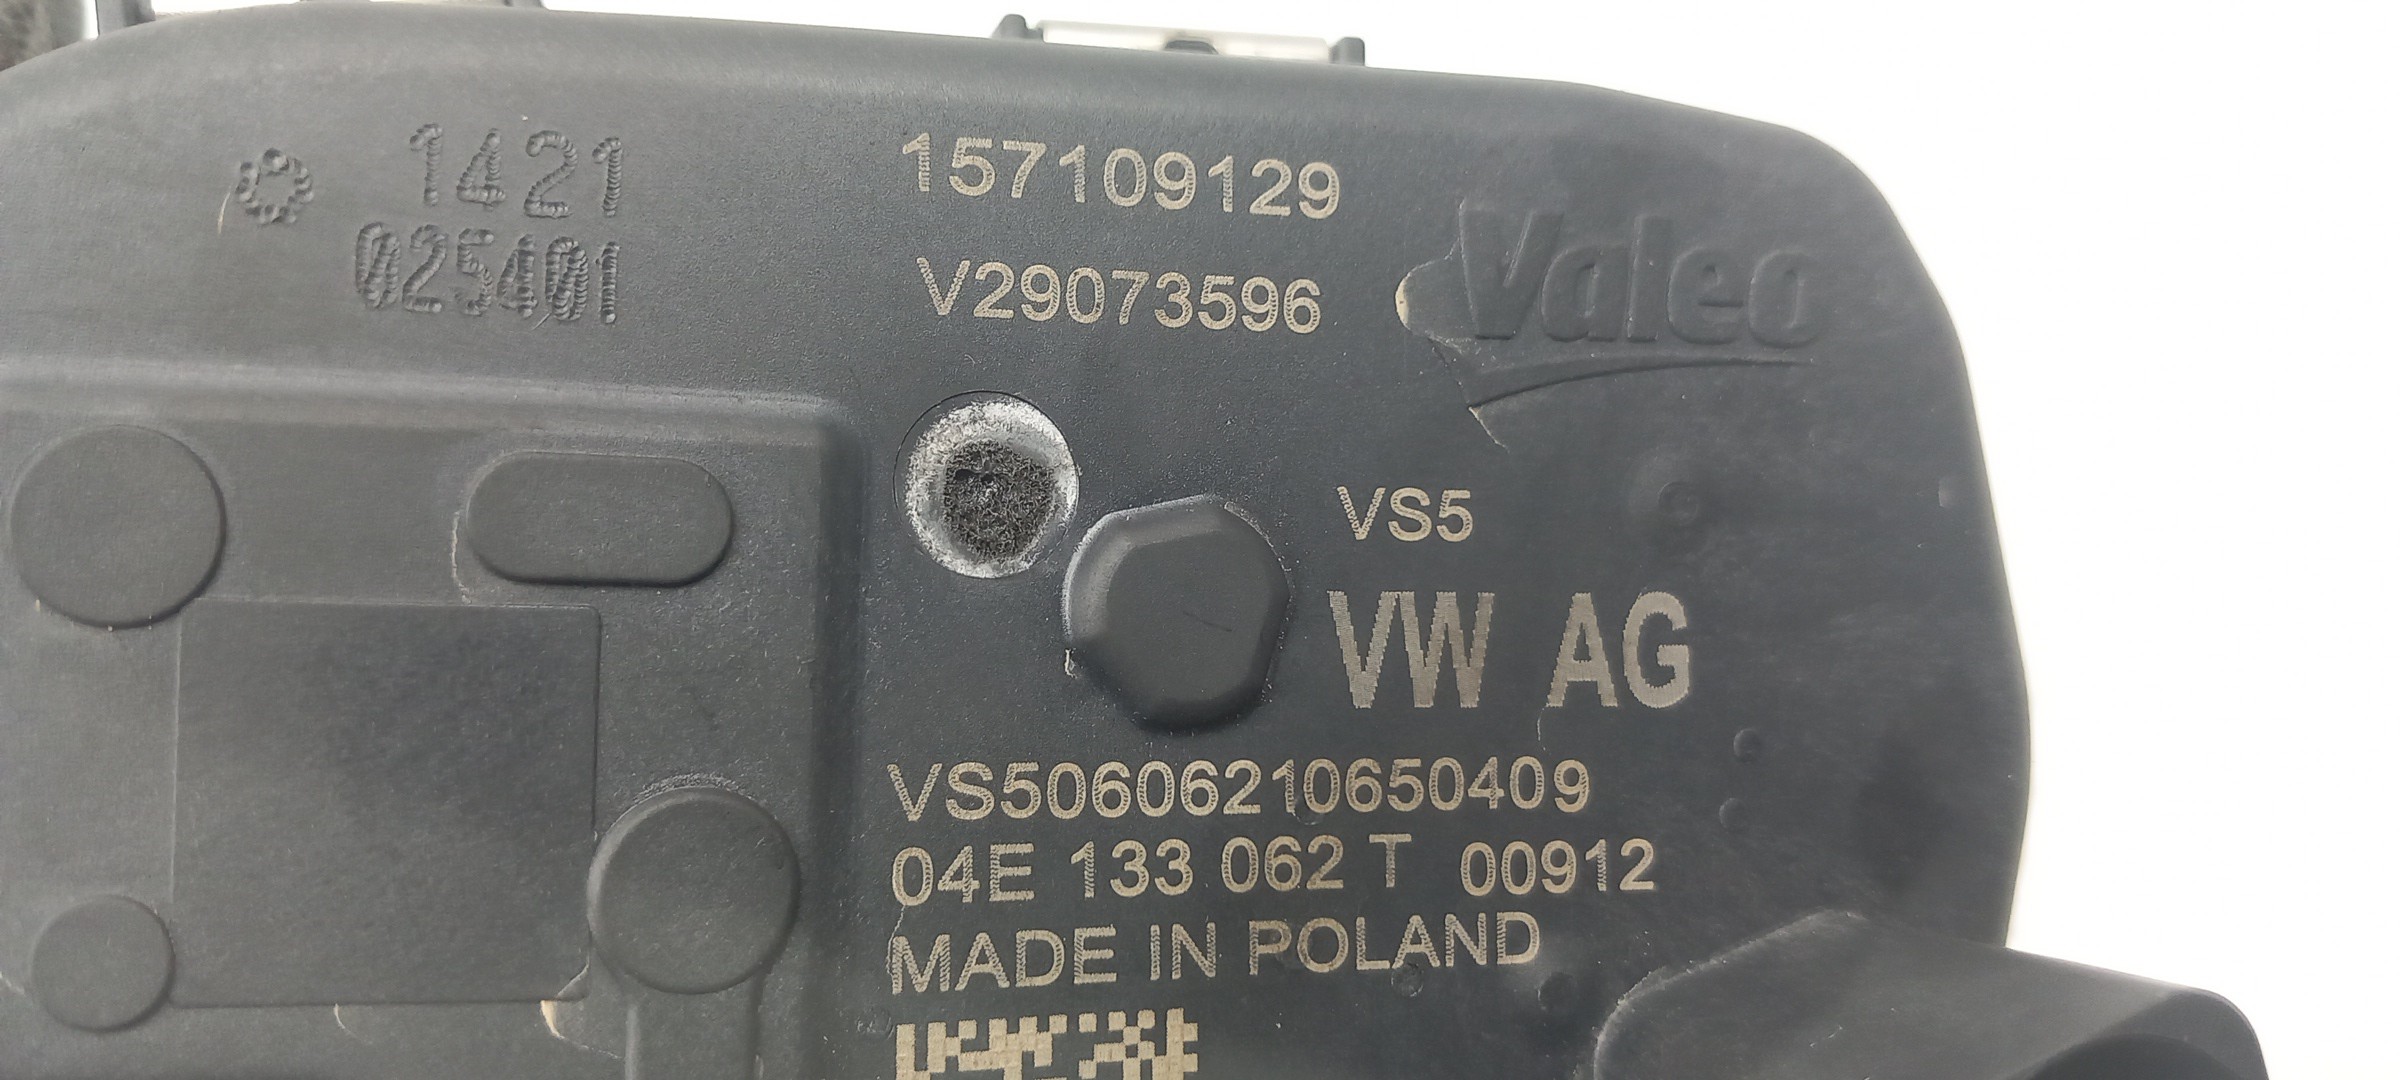 1421
025401
157109129
V29073596
Valeo
VS5
VW AG
VS50606210650409
04E 133 062 T 00912
MADE IN POLAND